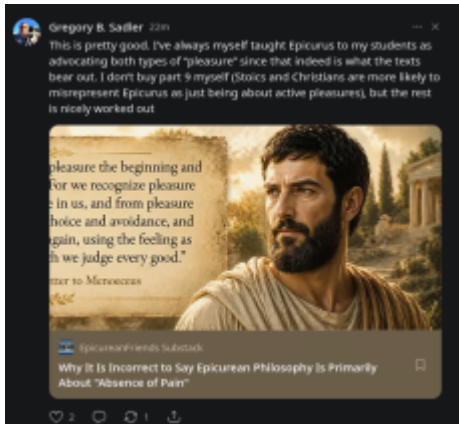 Gregory B. Sadler 22m
This is pretty good. I've always myself taught Epicurus to my students as
advocating both types of "pleasure" since that indeed is what the texts
bear out. I don't buy part 9 myself (Stoics and Christians are more likely to
misrepresent Epicurus as just being about active pleasures), but the rest
is nicely worked out
pleasure the beginning and
For we recognize pleasure
in us, and from pleasure
hoice and avoidance, and
gain, using the feeling as
h we judge every good."
tter to Menoeceus
EpicureanFriends Substack
Why It Is Incorrect to Say Epicurean Philosophy Is Primarily
About "Absence of Pain"
2 1